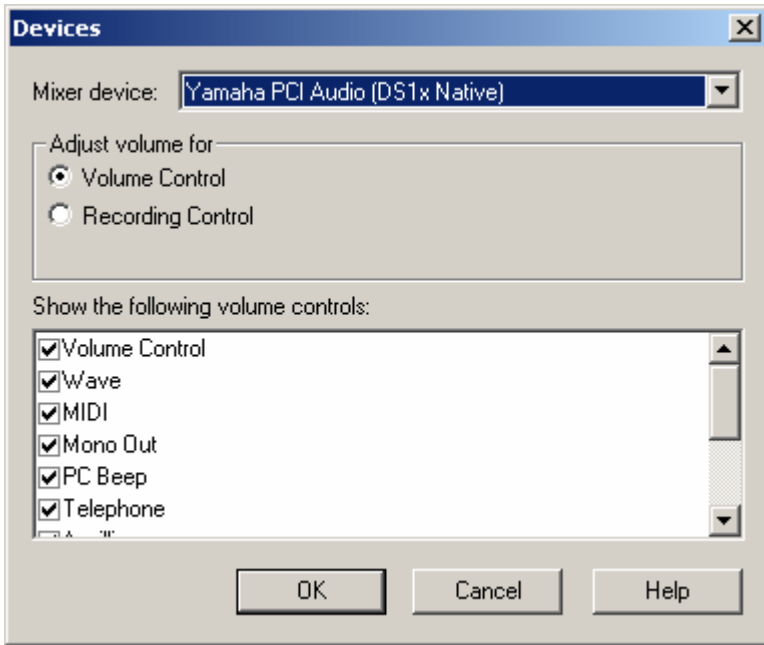 Devices
Mixer device: Yamaha PCI Audio (DS1x Native)
Adjust volume for
Volume Control
Recording Control
Show the following volume controls:
Volume Control
Wave
MIDI
Mono Out
PC Beep
Telephone
OK Cancel Help